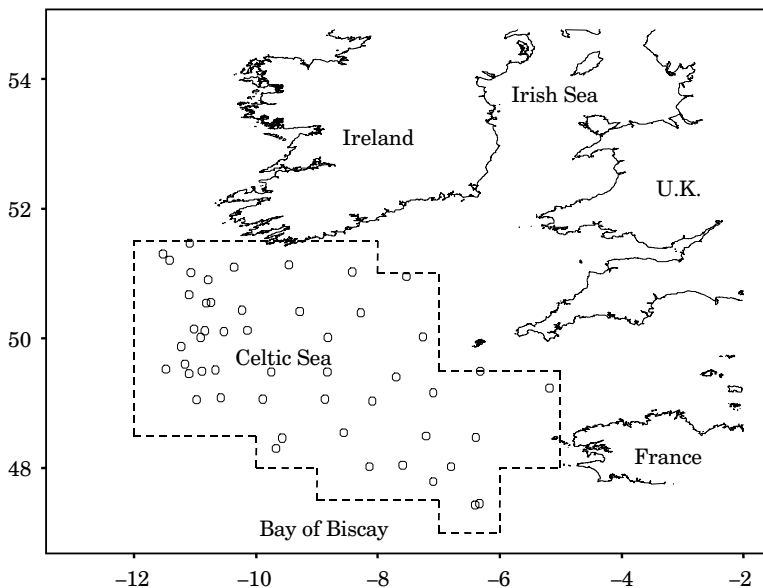 54
Irish Sea
Ireland
U.K.
52
50
Celtic Sea
48
France
Bay of Biscay
−12
−10
−8
−6
−4
−2